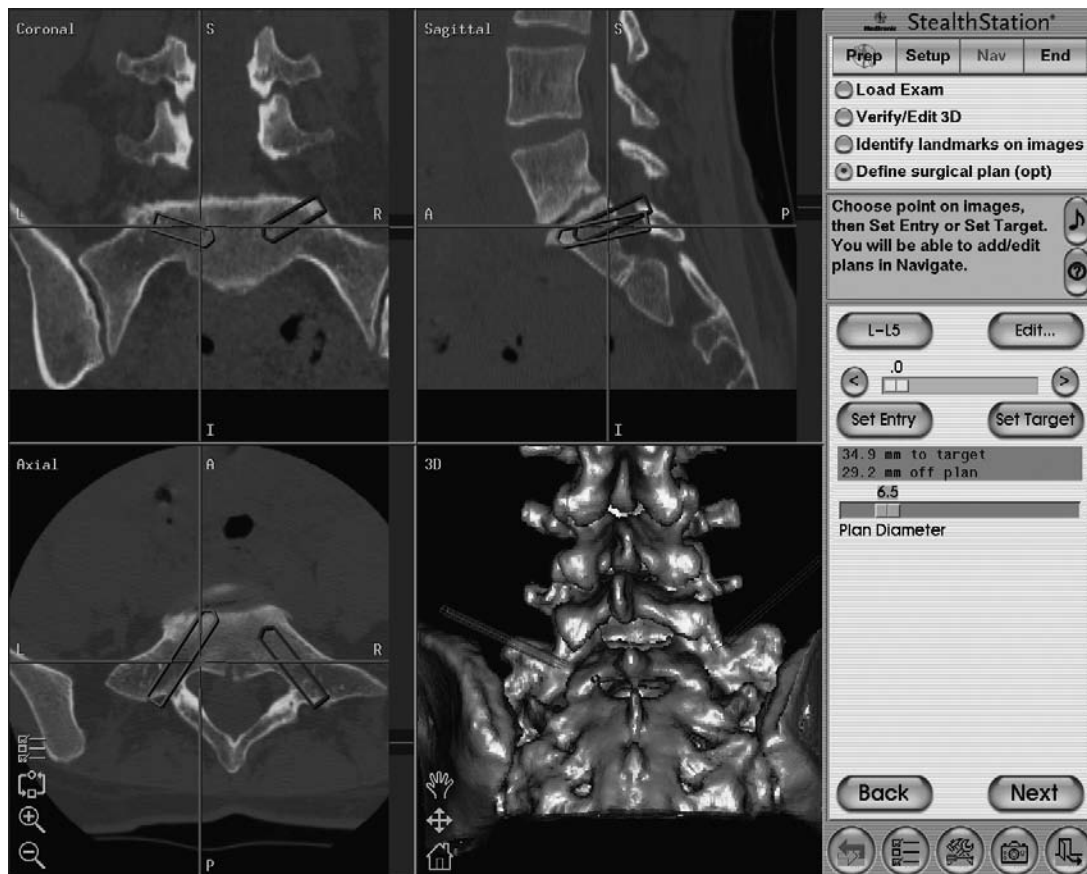 Coronal
S
L
R
I
Sagittal
S
A
P
I
Axial
A
L
R
P
3D
Medtronic
StealthStation®
Prep Setup Nav End
Load Exam
Verify/Edit 3D
Identify landmarks on images
Define surgical plan (opt)
Choose point on images,
then Set Entry or Set Target.
You will be able to add/edit
plans in Navigate.
L-L5 Edit...
.0
< >
Set Entry Set Target
34.9 mm to target
29.2 mm off plan
6.5
Plan Diameter
Back Next